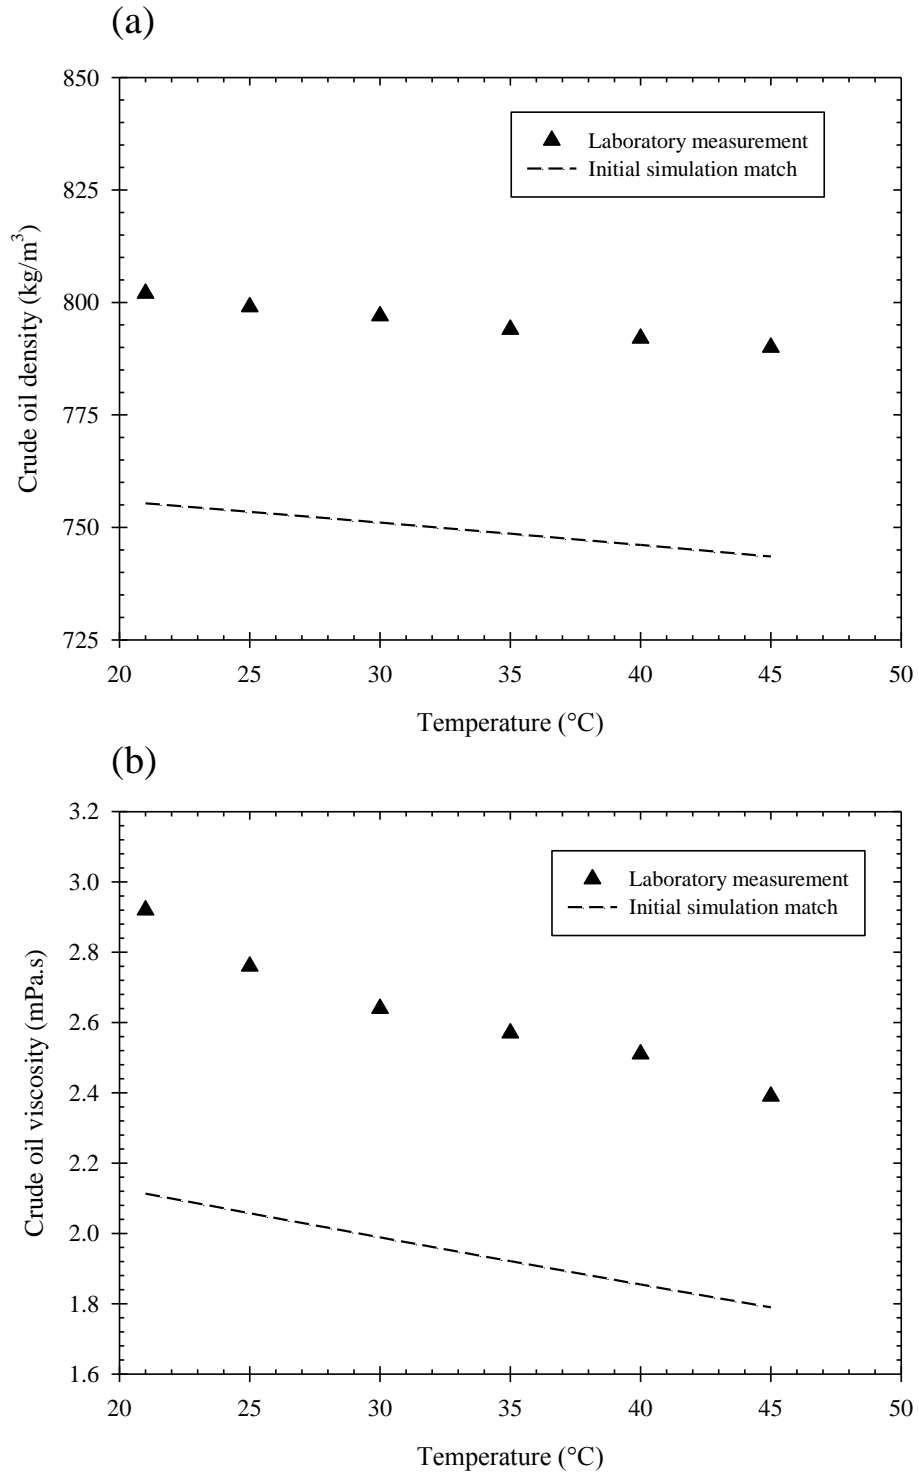 (a)
850
825
800
775
750
725
Crude oil density (kg/m³)
Laboratory measurement
Initial simulation match
20 25 30 35 40 45 50
Temperature (°C)
(b)
3.2
3.0
2.8
2.6
2.4
2.2
2.0
1.8
1.6
Crude oil viscosity (mPa.s)
Laboratory measurement
Initial simulation match
20 25 30 35 40 45 50
Temperature (°C)